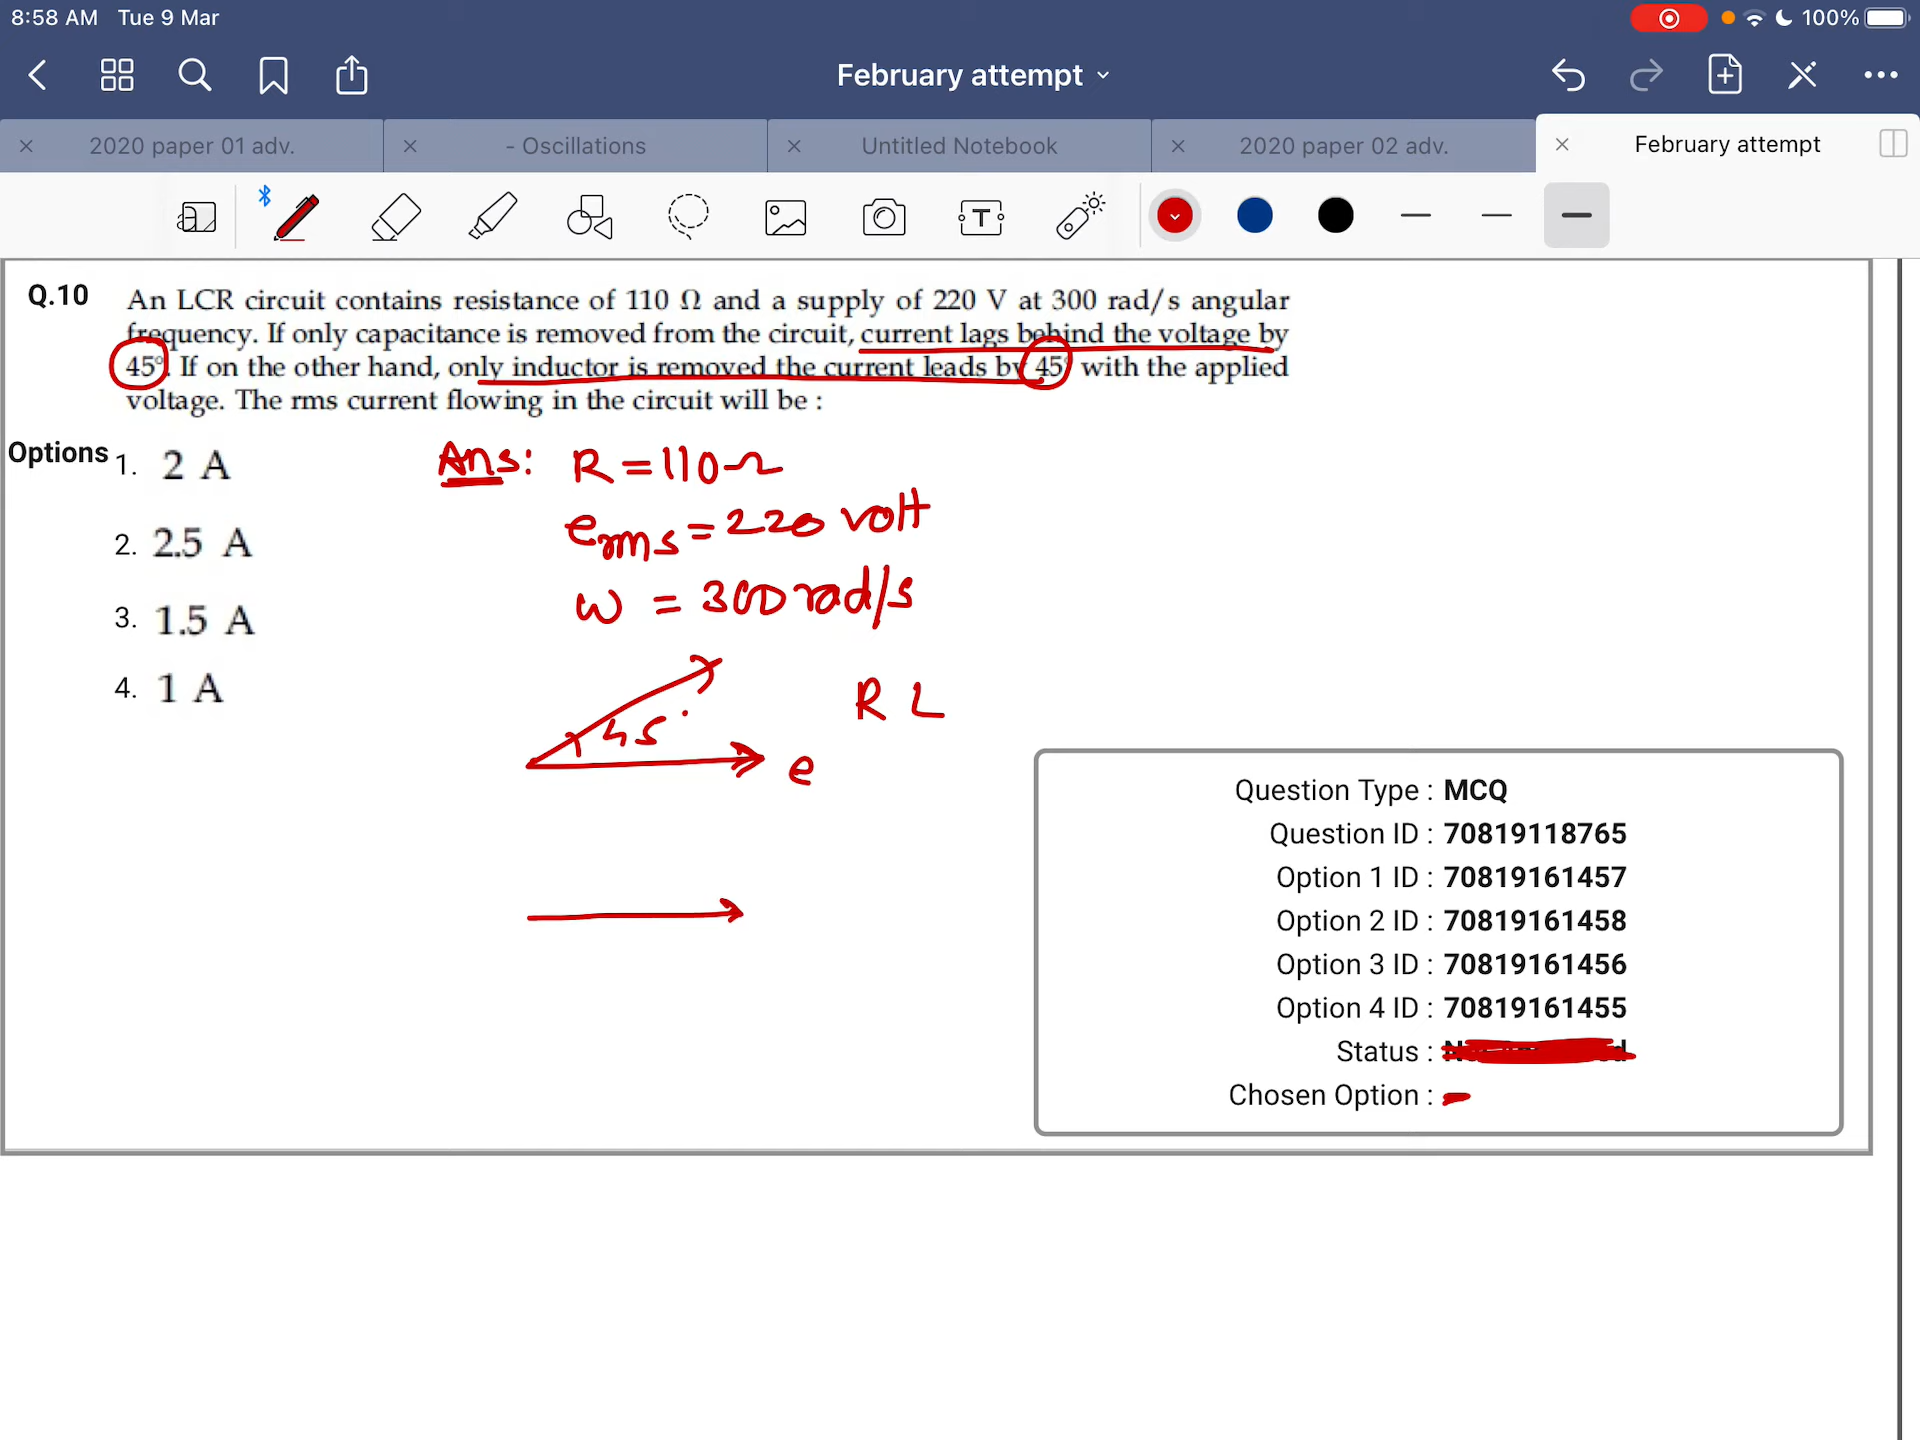 8:58 AM Tue 9 Mar
100%
February attempt
2020 paper 01 adv.
- Oscillations
Untitled Notebook
2020 paper 02 adv.
February attempt
Q.10 An LCR circuit contains resistance of 110 Ω and a supply of 220 V at 300 rad/s angular
frequency. If only capacitance is removed from the circuit, current lags behind the voltage by
45°. If on the other hand, only inductor is removed the current leads by 45° with the applied
voltage. The rms current flowing in the circuit will be :
Options 1. 2 A
2. 2.5 A
3. 1.5 A
4. 1 A
Ans: R = 110 Ω
erms = 220 volt
ω = 300 rad/s
45°
e
R L
Question Type : MCQ
Question ID : 70819118765
Option 1 ID : 70819161457
Option 2 ID : 70819161458
Option 3 ID : 70819161456
Option 4 ID : 70819161455
Status :
Chosen Option :